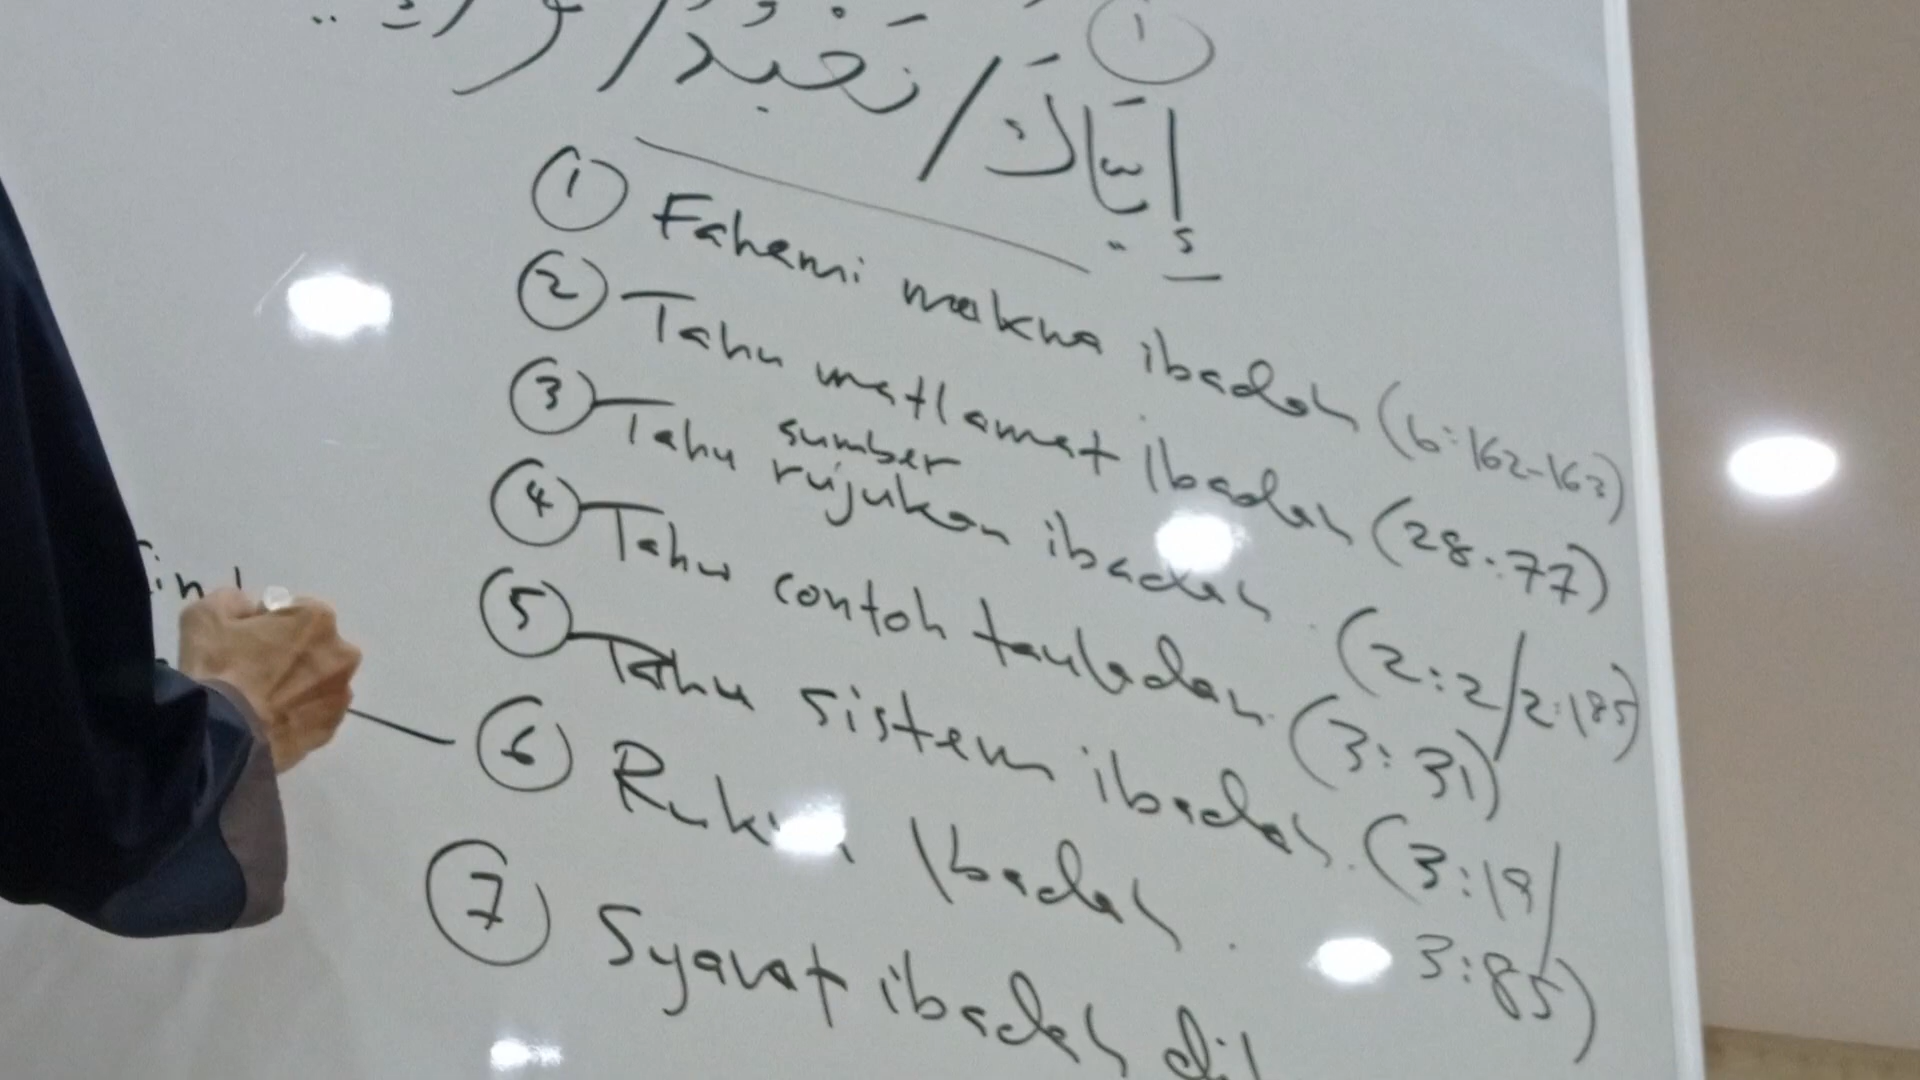 ①
إِيَّاكَ / نَعْبُدُ / وَ
① Fahemi makna ibadah (6:162-163)
② Tahu matlamat Ibadah (28:77)
③ Tahu sumber rujukan ibadah. (2:2/2:185)
④ Tahu contoh tauladan. (3:31)
⑤ Tahu sistem ibadah. (3:19/
3:85)
⑥ Rukun Ibadah.
⑦ Syarat ibadah